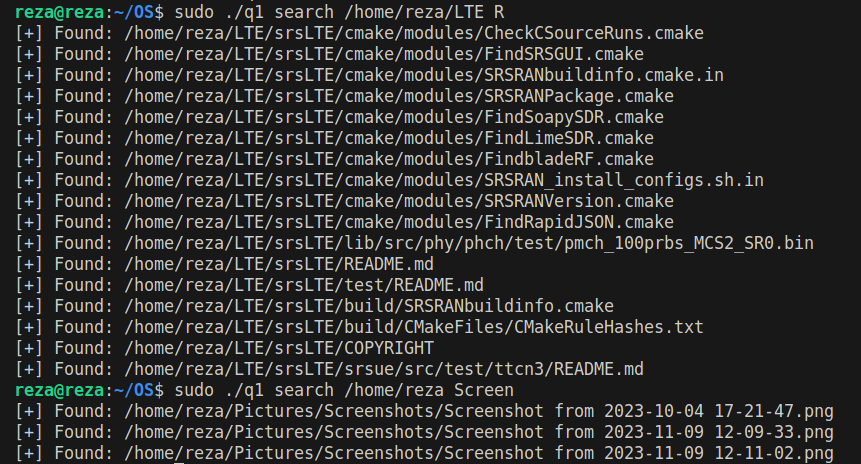 reza@reza:~/OS$ sudo ./q1 search /home/reza/LTE R
[+] Found: /home/reza/LTE/srsLTE/cmake/modules/CheckCSourceRuns.cmake
[+] Found: /home/reza/LTE/srsLTE/cmake/modules/FindSRSGUI.cmake
[+] Found: /home/reza/LTE/srsLTE/cmake/modules/SRSRANbuildinfo.cmake.in
[+] Found: /home/reza/LTE/srsLTE/cmake/modules/SRSRANPackage.cmake
[+] Found: /home/reza/LTE/srsLTE/cmake/modules/FindSoapySDR.cmake
[+] Found: /home/reza/LTE/srsLTE/cmake/modules/FindLimeSDR.cmake
[+] Found: /home/reza/LTE/srsLTE/cmake/modules/FindbladeRF.cmake
[+] Found: /home/reza/LTE/srsLTE/cmake/modules/SRSRAN_install_configs.sh.in
[+] Found: /home/reza/LTE/srsLTE/cmake/modules/SRSRANVersion.cmake
[+] Found: /home/reza/LTE/srsLTE/cmake/modules/FindRapidJSON.cmake
[+] Found: /home/reza/LTE/srsLTE/lib/src/phy/phch/test/pmch_100prbs_MCS2_SR0.bin
[+] Found: /home/reza/LTE/srsLTE/README.md
[+] Found: /home/reza/LTE/srsLTE/test/README.md
[+] Found: /home/reza/LTE/srsLTE/build/SRSRANbuildinfo.cmake
[+] Found: /home/reza/LTE/srsLTE/build/CMakeFiles/CMakeRuleHashes.txt
[+] Found: /home/reza/LTE/srsLTE/COPYRIGHT
[+] Found: /home/reza/LTE/srsLTE/srsue/src/test/ttcn3/README.md
reza@reza:~/OS$ sudo ./q1 search /home/reza Screen
[+] Found: /home/reza/Pictures/Screenshots/Screenshot from 2023-10-04 17-21-47.png
[+] Found: /home/reza/Pictures/Screenshots/Screenshot from 2023-11-09 12-09-33.png
[+] Found: /home/reza/Pictures/Screenshots/Screenshot from 2023-11-09 12-11-02.png